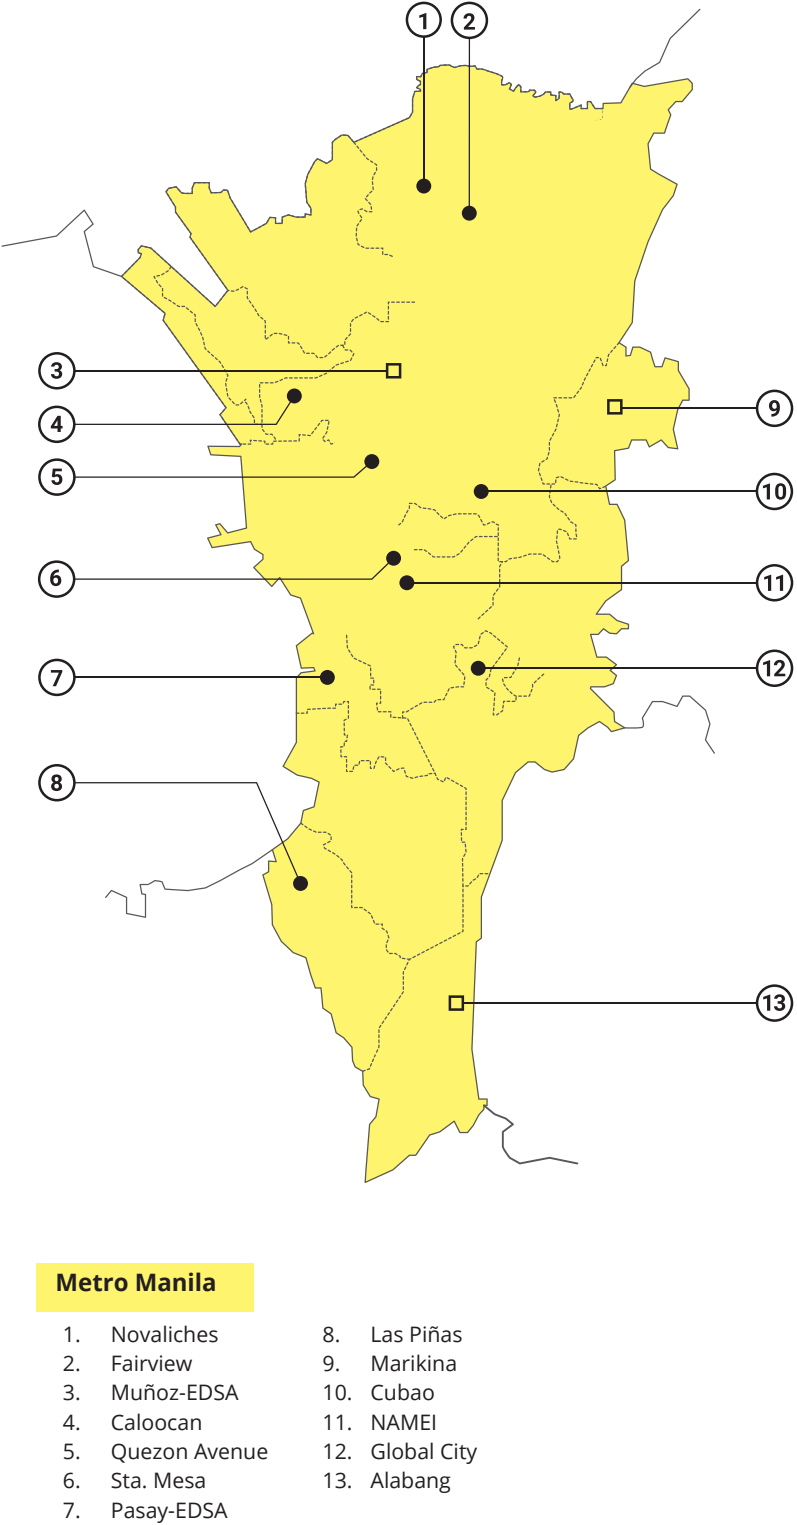 1
2
3
4
5
6
7
8
9
10
11
12
13
Metro Manila
1. Novaliches
2. Fairview
3. Muñoz-EDSA
4. Caloocan
5. Quezon Avenue
6. Sta. Mesa
7. Pasay-EDSA
8. Las Piñas
9. Marikina
10. Cubao
11. NAMEI
12. Global City
13. Alabang